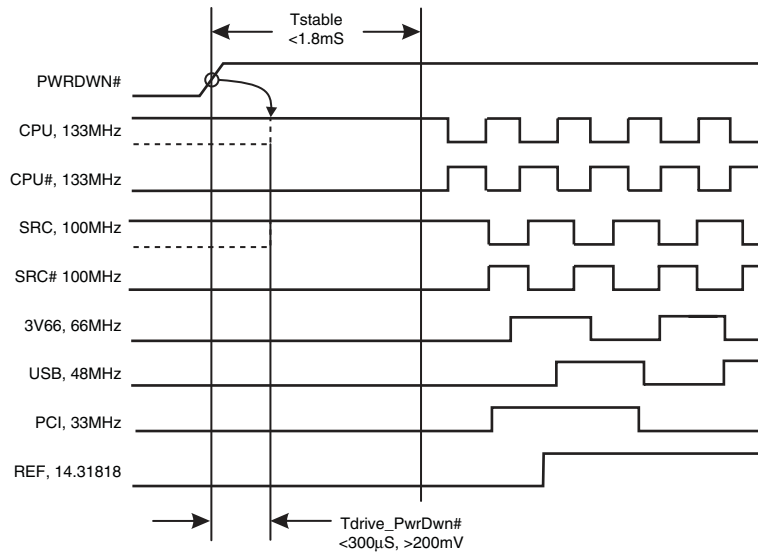 Tstable
<1.8mS
PWRDWN#
CPU, 133MHz
CPU#, 133MHz
SRC, 100MHz
SRC# 100MHz
3V66, 66MHz
USB, 48MHz
PCI, 33MHz
REF, 14.31818
Tdrive_PwrDwn#
<300µS, >200mV